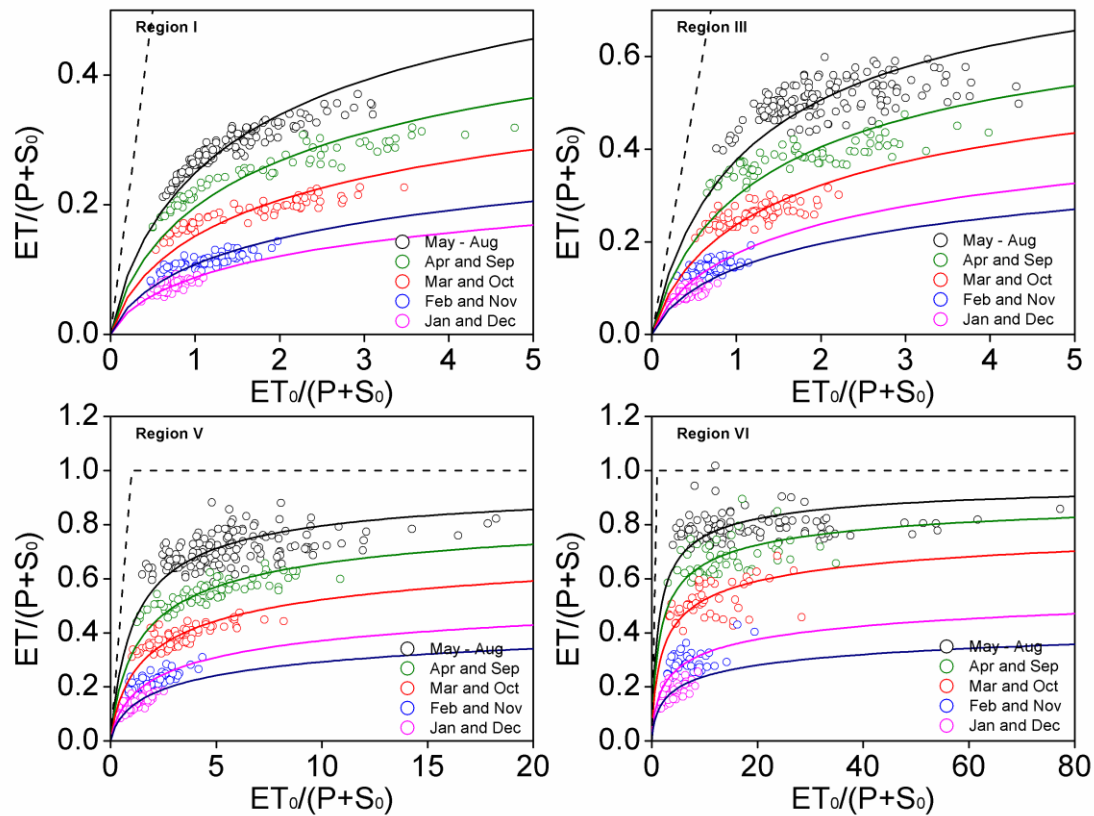 Region I
0.4
0.2
0.0
ET/(P+S₀)
May - Aug
Apr and Sep
Mar and Oct
Feb and Nov
Jan and Dec
0 1 2 3 4 5
ET₀/(P+S₀)
Region III
0.6
0.4
0.2
0.0
ET/(P+S₀)
May - Aug
Apr and Sep
Mar and Oct
Feb and Nov
Jan and Dec
0 1 2 3 4 5
ET₀/(P+S₀)
Region V
1.2
1.0
0.8
0.6
0.4
0.2
0.0
ET/(P+S₀)
May - Aug
Apr and Sep
Mar and Oct
Feb and Nov
Jan and Dec
0 5 10 15 20
ET₀/(P+S₀)
Region VI
1.2
1.0
0.8
0.6
0.4
0.2
0.0
ET/(P+S₀)
May - Aug
Apr and Sep
Mar and Oct
Feb and Nov
Jan and Dec
0 20 40 60 80
ET₀/(P+S₀)